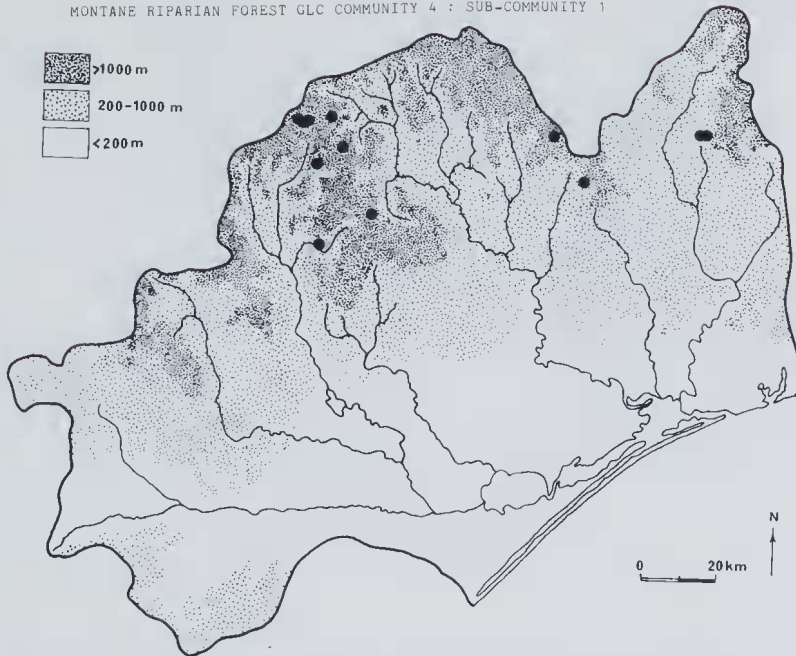 MONTANE RIPARIAN FOREST GLC COMMUNITY 4 : SUB-COMMUNITY 1
>1000 m
200-1000 m
<200 m
N
0 20 km